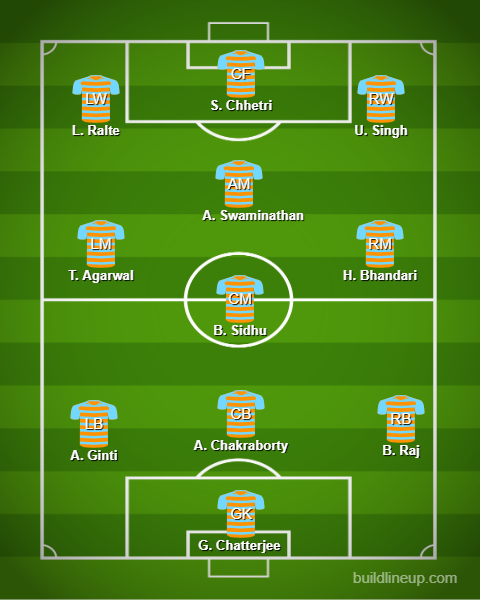 CF
S. Chhetri
LW
L. Ralte
RW
U. Singh
AM
A. Swaminathan
LM
T. Agarwal
RM
H. Bhandari
CM
B. Sidhu
LB
A. Ginti
CB
A. Chakraborty
RB
B. Raj
GK
G. Chatterjee
buildlineup.com